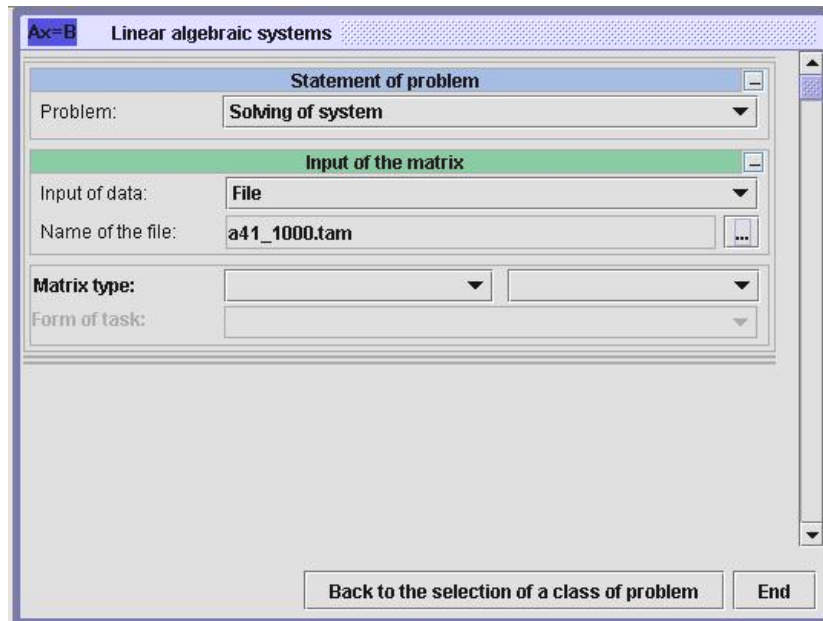 Ax=B Linear algebraic systems
Statement of problem
Problem: Solving of system
Input of the matrix
Input of data: File
Name of the file: a41_1000.tam ...
Matrix type:
Form of task:
Back to the selection of a class of problem End